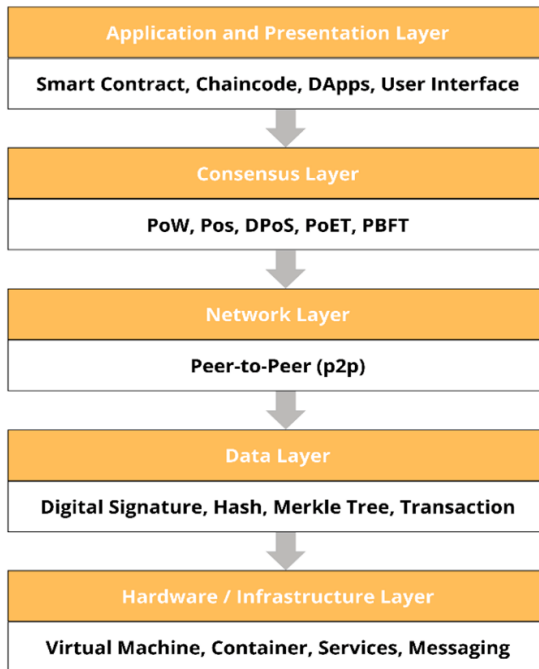 Application and Presentation Layer
Smart Contract, Chaincode, DApps, User Interface
Consensus Layer
PoW, Pos, DPoS, PoET, PBFT
Network Layer
Peer-to-Peer (p2p)
Data Layer
Digital Signature, Hash, Merkle Tree, Transaction
Hardware / Infrastructure Layer
Virtual Machine, Container, Services, Messaging